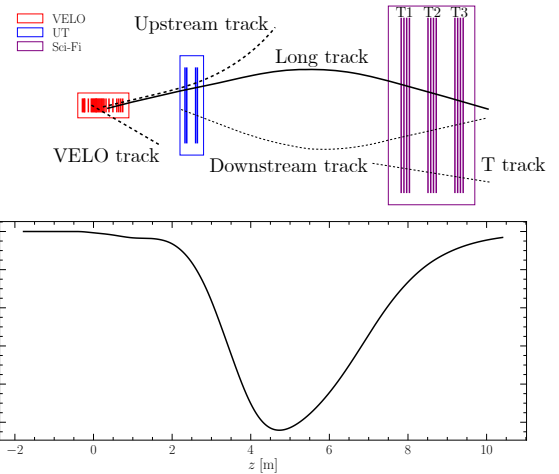 VELO
UT
Sci-Fi
Upstream track
T1 T2 T3
Long track
VELO track
Downstream track
T track
−2 0 2 4 6 8 10
z [m]